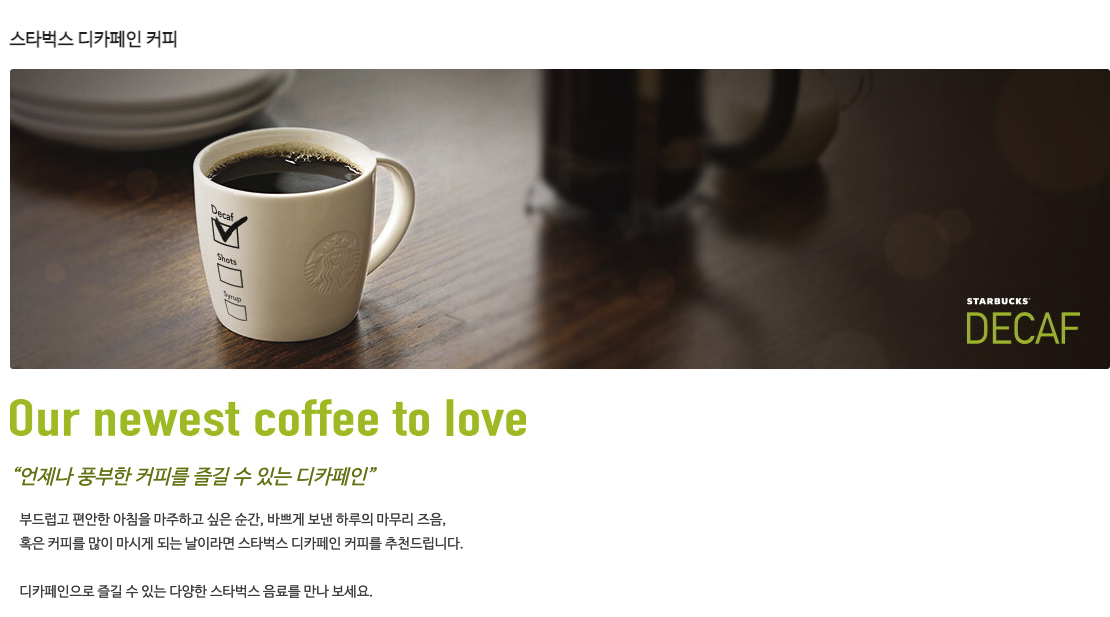 스타벅스 디카페인 커피
Decaf
Shots
Syrup
STARBUCKS
DECAF
Our newest coffee to love
“언제나 풍부한 커피를 즐길 수 있는 디카페인”
부드럽고 편안한 아침을 마주하고 싶은 순간, 바쁘게 보낸 하루의 마무리 즈음,
혹은 커피를 많이 마시게 되는 날이라면 스타벅스 디카페인 커피를 추천드립니다.
디카페인으로 즐길 수 있는 다양한 스타벅스 음료를 만나 보세요.